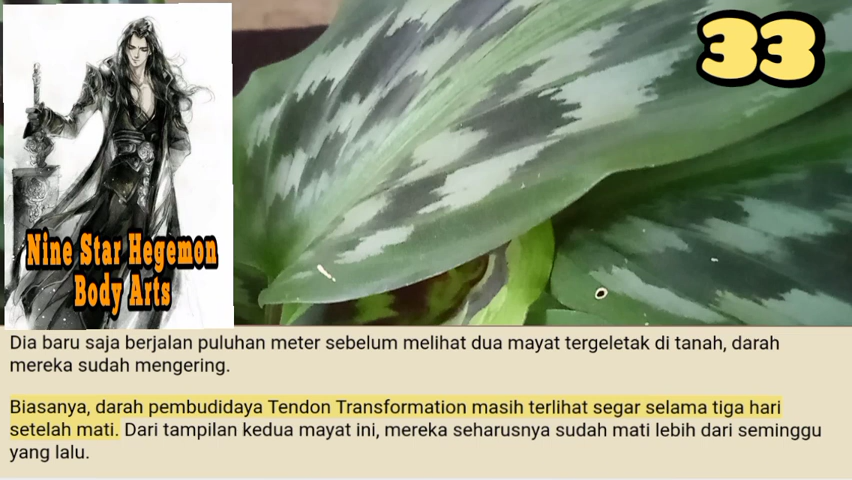 33
Nine Star Hegemon
Body Arts
Dia baru saja berjalan puluhan meter sebelum melihat dua mayat tergeletak di tanah, darah
mereka sudah mengering.
Biasanya, darah pembudidaya Tendon Transformation masih terlihat segar selama tiga hari
setelah mati. Dari tampilan kedua mayat ini, mereka seharusnya sudah mati lebih dari seminggu
yang lalu.